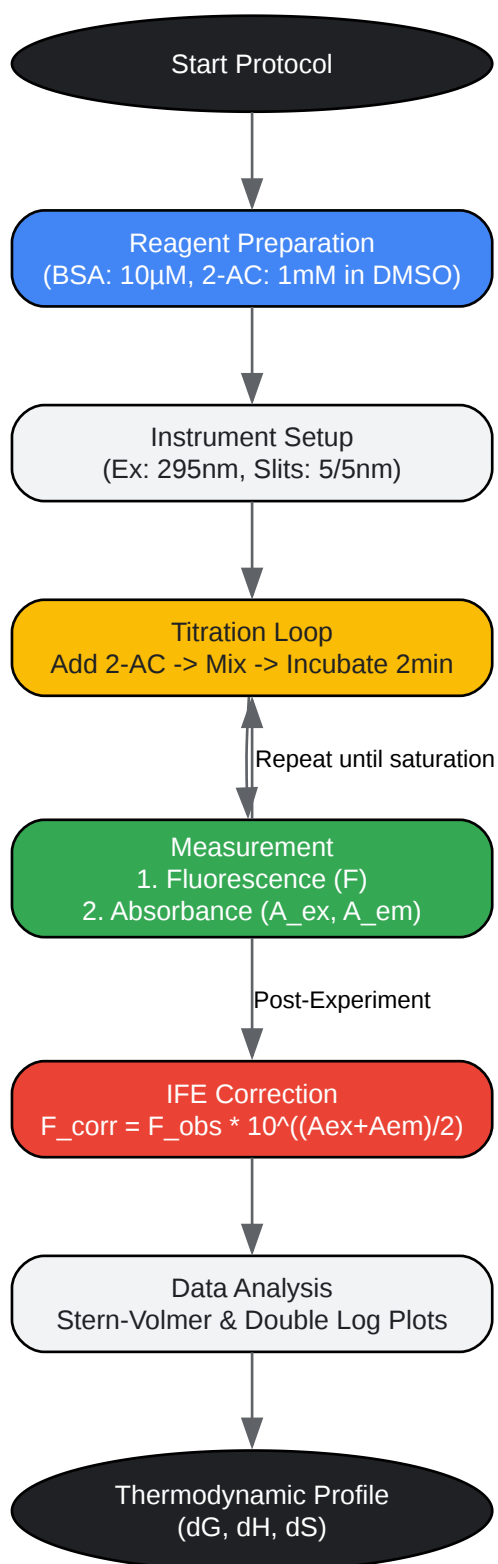 Start Protocol
Reagent Preparation
(BSA: 10µM, 2-AC: 1mM in DMSO)
Instrument Setup
(Ex: 295nm, Slits: 5/5nm)
Titration Loop
Add 2-AC -> Mix -> Incubate 2min
Repeat until saturation
Measurement
1. Fluorescence (F)
2. Absorbance (A_ex, A_em)
Post-Experiment
IFE Correction
F_corr = F_obs * 10^((Aex+Aem)/2)
Data Analysis
Stern-Volmer & Double Log Plots
Thermodynamic Profile
(dG, dH, dS)